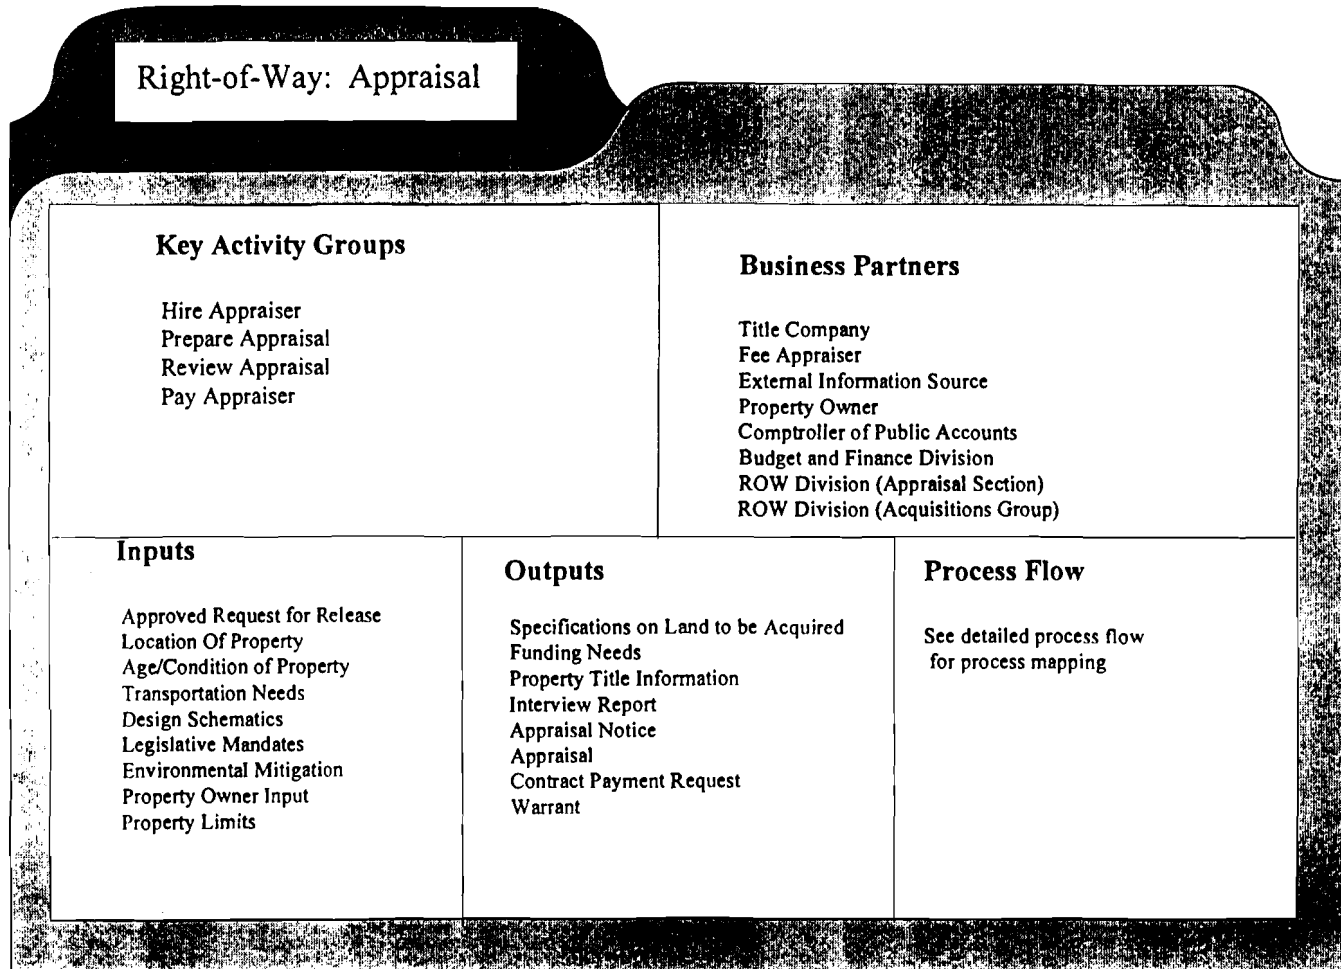 Right-of-Way: Appraisal
Key Activity Groups
Hire Appraiser
Prepare Appraisal
Review Appraisal
Pay Appraiser
Business Partners
Title Company
Fee Appraiser
External Information Source
Property Owner
Comptroller of Public Accounts
Budget and Finance Division
ROW Division (Appraisal Section)
ROW Division (Acquisitions Group)
Inputs
Approved Request for Release
Location Of Property
Age/Condition of Property
Transportation Needs
Design Schematics
Legislative Mandates
Environmental Mitigation
Property Owner Input
Property Limits
Outputs
Specifications on Land to be Acquired
Funding Needs
Property Title Information
Interview Report
Appraisal Notice
Appraisal
Contract Payment Request
Warrant
Process Flow
See detailed process flow
for process mapping